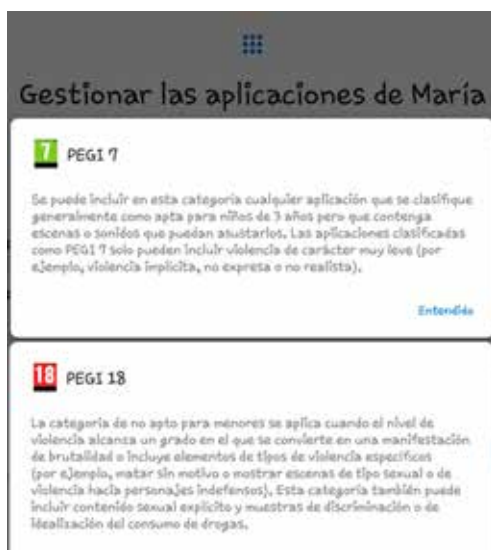 Gestionar las aplicaciones de María
7 PEGI 7
Se puede incluir en esta categoría cualquier aplicación que se clasifique
generalmente como apta para niños de 3 años pero que contenga
escenas o sonidos que puedan asustarlos. Las aplicaciones clasificadas
como PEGI 7 solo pueden incluir violencia de carácter muy leve (por
ejemplo, violencia implícita, no expresa o no realista).
Entendido
18 PEGI 18
La categoría de no apto para menores se aplica cuando el nivel de
violencia alcanza un grado en el que se convierte en una manifestación
de brutalidad o incluye elementos de tipos de violencia específicos
(por ejemplo, matar sin motivo o mostrar escenas de tipo sexual o de
violencia hacia personajes indefensos). Esta categoría también puede
incluir contenido sexual explícito y muestras de discriminación o de
idealización del consumo de drogas.